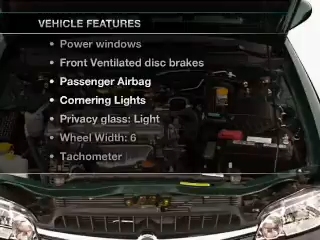 VEHICLE FEATURES
• Power windows
• Front Ventilated disc brakes
• Passenger Airbag
• Cornering Lights
• Privacy glass: Light
• Wheel Width: 6
• Tachometer